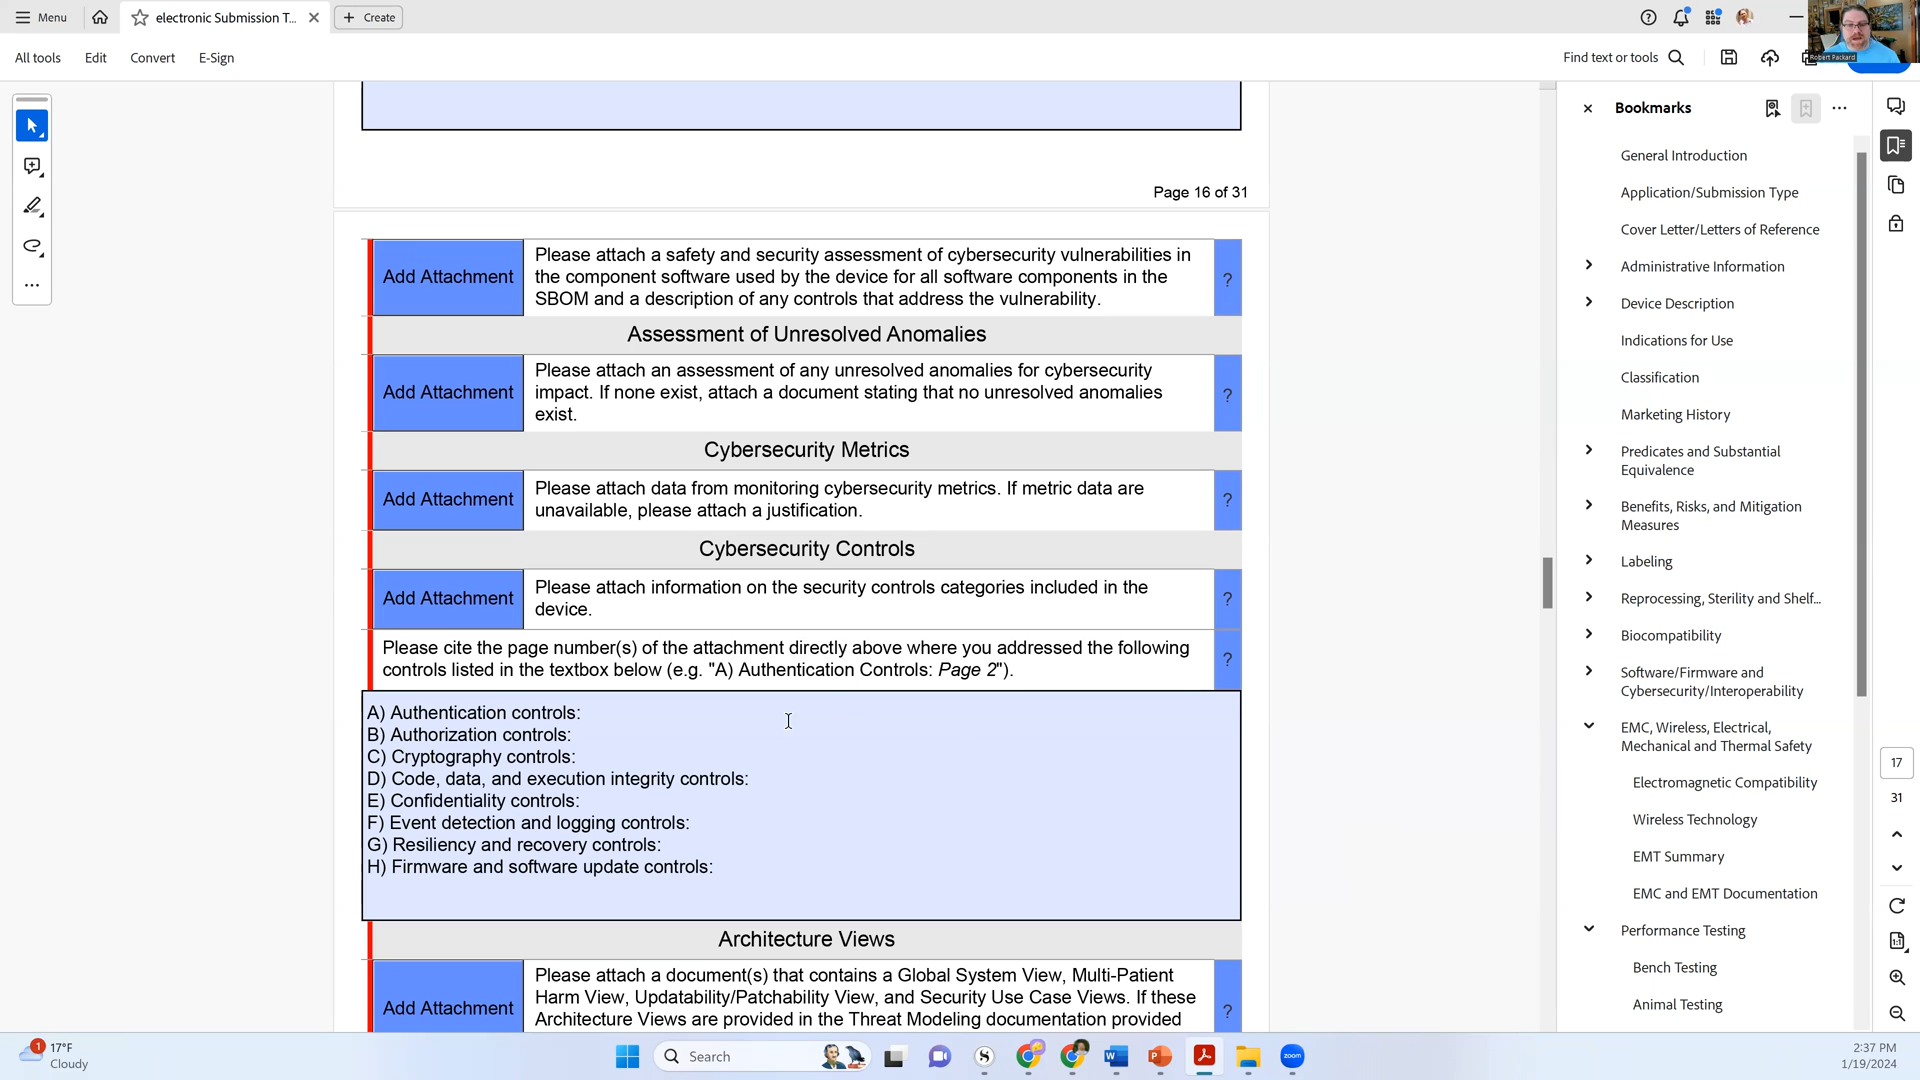 Menu
electronic Submission T...
Create
All tools
Edit
Convert
E-Sign
Find text or tools
Robert Packard
Page 16 of 31
Add Attachment
Please attach a safety and security assessment of cybersecurity vulnerabilities in
the component software used by the device for all software components in the
SBOM and a description of any controls that address the vulnerability.
?
Assessment of Unresolved Anomalies
Add Attachment
Please attach an assessment of any unresolved anomalies for cybersecurity
impact. If none exist, attach a document stating that no unresolved anomalies
exist.
?
Cybersecurity Metrics
Add Attachment
Please attach data from monitoring cybersecurity metrics. If metric data are
unavailable, please attach a justification.
?
Cybersecurity Controls
Add Attachment
Please attach information on the security controls categories included in the
device.
?
Please cite the page number(s) of the attachment directly above where you addressed the following
controls listed in the textbox below (e.g. "A) Authentication Controls: Page 2").
?
A) Authentication controls:
B) Authorization controls:
C) Cryptography controls:
D) Code, data, and execution integrity controls:
E) Confidentiality controls:
F) Event detection and logging controls:
G) Resiliency and recovery controls:
H) Firmware and software update controls:
Architecture Views
Add Attachment
Please attach a document(s) that contains a Global System View, Multi-Patient
Harm View, Updatability/Patchability View, and Security Use Case Views. If these
Architecture Views are provided in the Threat Modeling documentation provided
?
Bookmarks
General Introduction
Application/Submission Type
Cover Letter/Letters of Reference
Administrative Information
Device Description
Indications for Use
Classification
Marketing History
Predicates and Substantial
Equivalence
Benefits, Risks, and Mitigation
Measures
Labeling
Reprocessing, Sterility and Shelf...
Biocompatibility
Software/Firmware and
Cybersecurity/Interoperability
EMC, Wireless, Electrical,
Mechanical and Thermal Safety
Electromagnetic Compatibility
Wireless Technology
EMT Summary
EMC and EMT Documentation
Performance Testing
Bench Testing
Animal Testing
17
31
1
17°F
Cloudy
Search
zoom
2:37 PM
1/19/2024